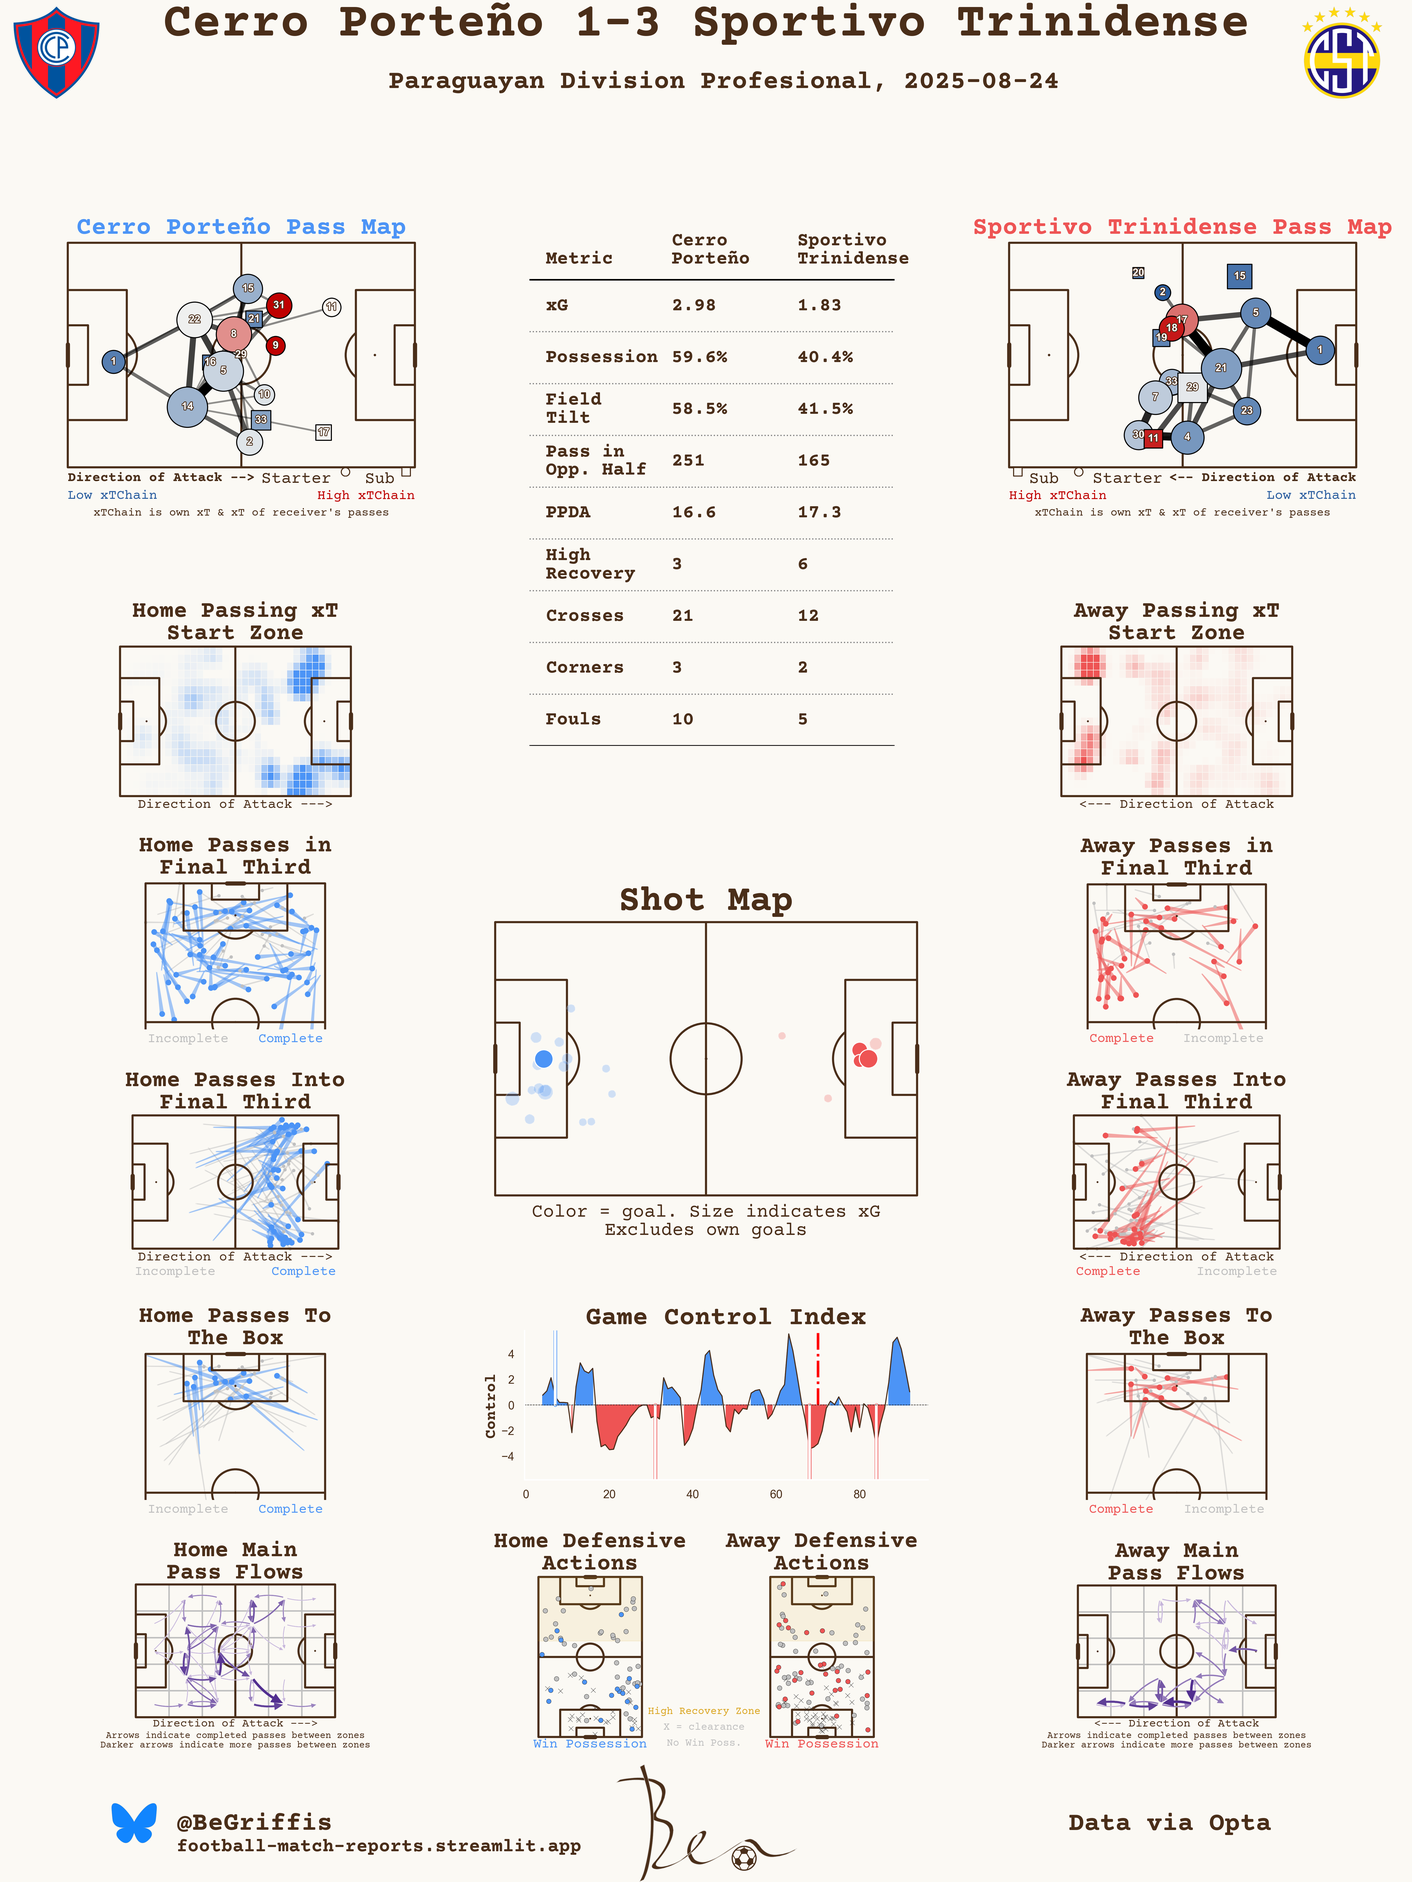 Cerro Porteño 1-3 Sportivo Trinidense
Paraguayan Division Profesional, 2025-08-24
Cerro Porteño Pass Map
15
31
11
22
21
8
29
9
1
16
5
10
14
33
17
2
Direction of Attack --> Starter Sub
Low xTChain High xTChain
xTChain is own xT & xT of receiver's passes
Metric Cerro Porteño Sportivo Trinidense
xG 2.98 1.83
Possession 59.6% 40.4%
Field Tilt 58.5% 41.5%
Pass in Opp. Half 251 165
PPDA 16.6 17.3
High Recovery 3 6
Crosses 21 12
Corners 3 2
Fouls 10 5
Sportivo Trinidense Pass Map
20
15
2
17
5
18
19
1
21
33
29
7
23
30
11
4
Sub Starter <-- Direction of Attack
High xTChain Low xTChain
xTChain is own xT & xT of receiver's passes
Home Passing xT
Start Zone
Direction of Attack --->
Away Passing xT
Start Zone
<--- Direction of Attack
Home Passes in
Final Third
Incomplete Complete
Away Passes in
Final Third
Complete Incomplete
Shot Map
Color = goal. Size indicates xG
Excludes own goals
Home Passes Into
Final Third
Direction of Attack --->
Incomplete Complete
Away Passes Into
Final Third
<--- Direction of Attack
Complete Incomplete
Home Passes To
The Box
Incomplete Complete
Game Control Index
Control
4
2
0
−2
−4
0 20 40 60 80
Away Passes To
The Box
Complete Incomplete
Home Main
Pass Flows
Direction of Attack --->
Arrows indicate completed passes between zones
Darker arrows indicate more passes between zones
Home Defensive
Actions
Win Possession
Away Defensive
Actions
Win Possession
High Recovery Zone
X = clearance
No Win Poss.
Away Main
Pass Flows
<--- Direction of Attack
Arrows indicate completed passes between zones
Darker arrows indicate more passes between zones
@BeGriffis
football-match-reports.streamlit.app
Ben
Data via Opta
CP
CST